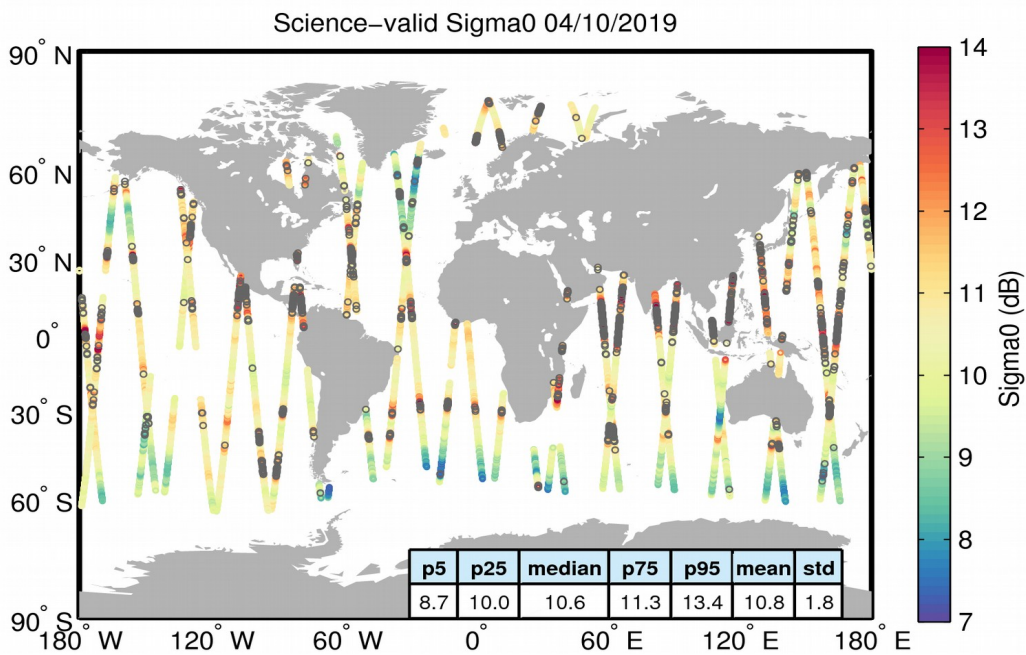 Science−valid Sigma0 04/10/2019
90° N
60° N
30° N
0°
30° S
60° S
90° S
180° W
120° W
60° W
0°
60° E
120° E
180° E
p5 p25 median p75 p95 mean std
8.7 10.0 10.6 11.3 13.4 10.8 1.8
14
13
12
11
10
9
8
7
Sigma0 (dB)